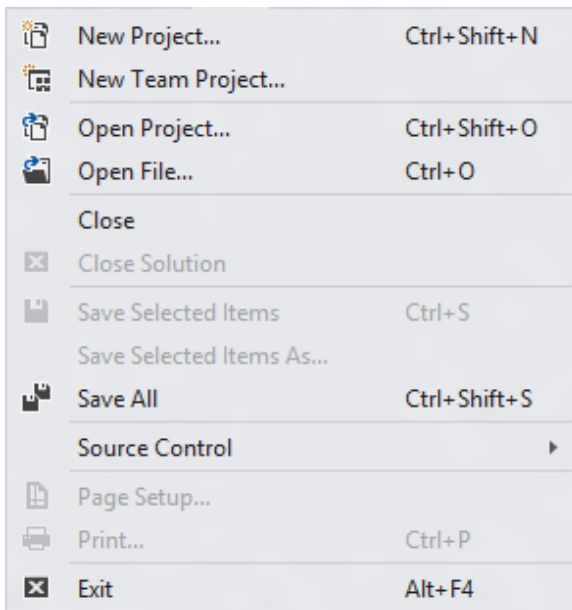 New Project... Ctrl+Shift+N
New Team Project...
Open Project... Ctrl+Shift+O
Open File... Ctrl+O
Close
Close Solution
Save Selected Items Ctrl+S
Save Selected Items As...
Save All Ctrl+Shift+S
Source Control
Page Setup...
Print... Ctrl+P
Exit Alt+F4